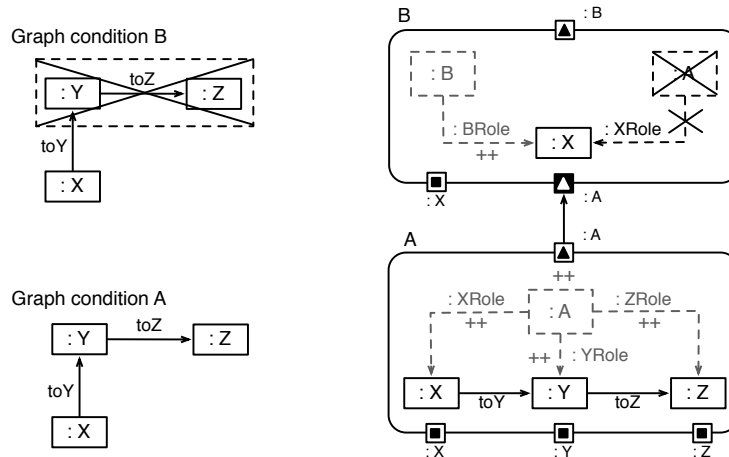 Graph condition B
: Y
toZ
: Z
toY
: X
Graph condition A
: Y
toZ
: Z
toY
: X
B
: B
: B
: A
: BRole
++
: X
: XRole
: X
: A
A
: A
++
: XRole
++
: A
: ZRole
++
++
: YRole
: X
toY
: Y
toZ
: Z
: X
: Y
: Z